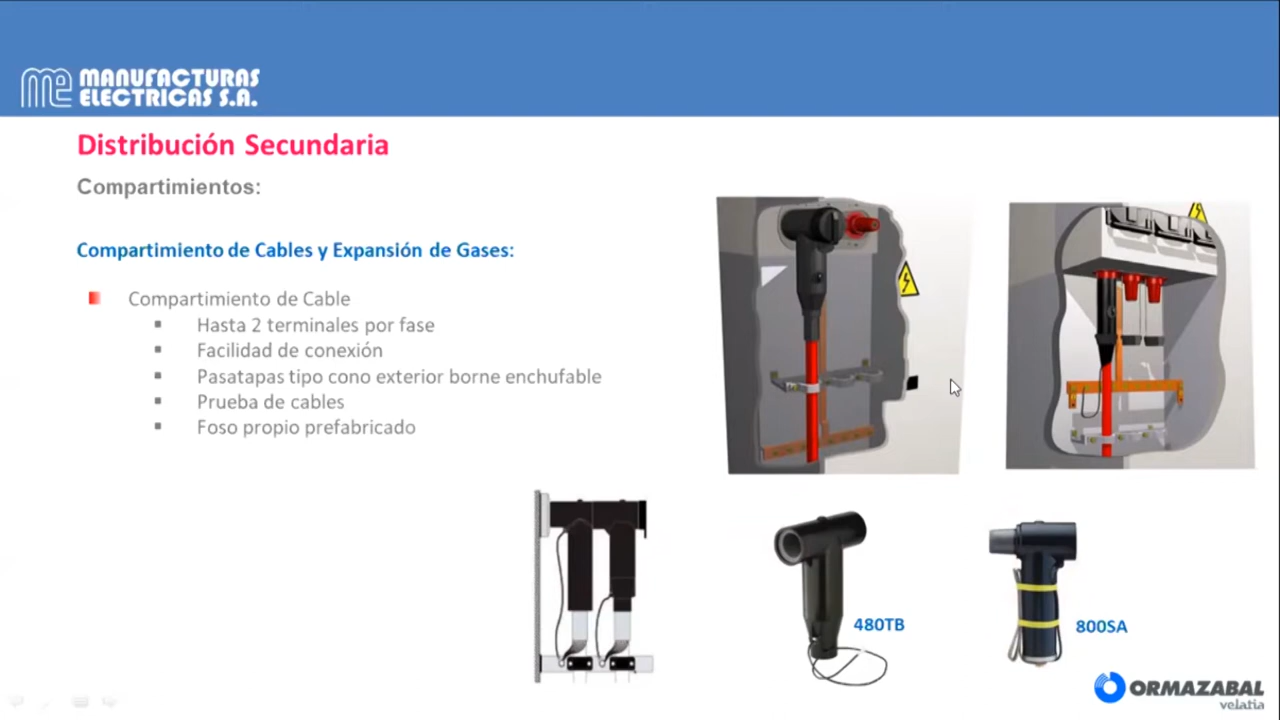 me MANUFACTURAS
ELECTRICAS S.A.
Distribución Secundaria
Compartimientos:
Compartimiento de Cables y Expansión de Gases:
Compartimiento de Cable
Hasta 2 terminales por fase
Facilidad de conexión
Pasatapas tipo cono exterior borne enchufable
Prueba de cables
Foso propio prefabricado
480TB
800SA
ORMAZABAL
velatia